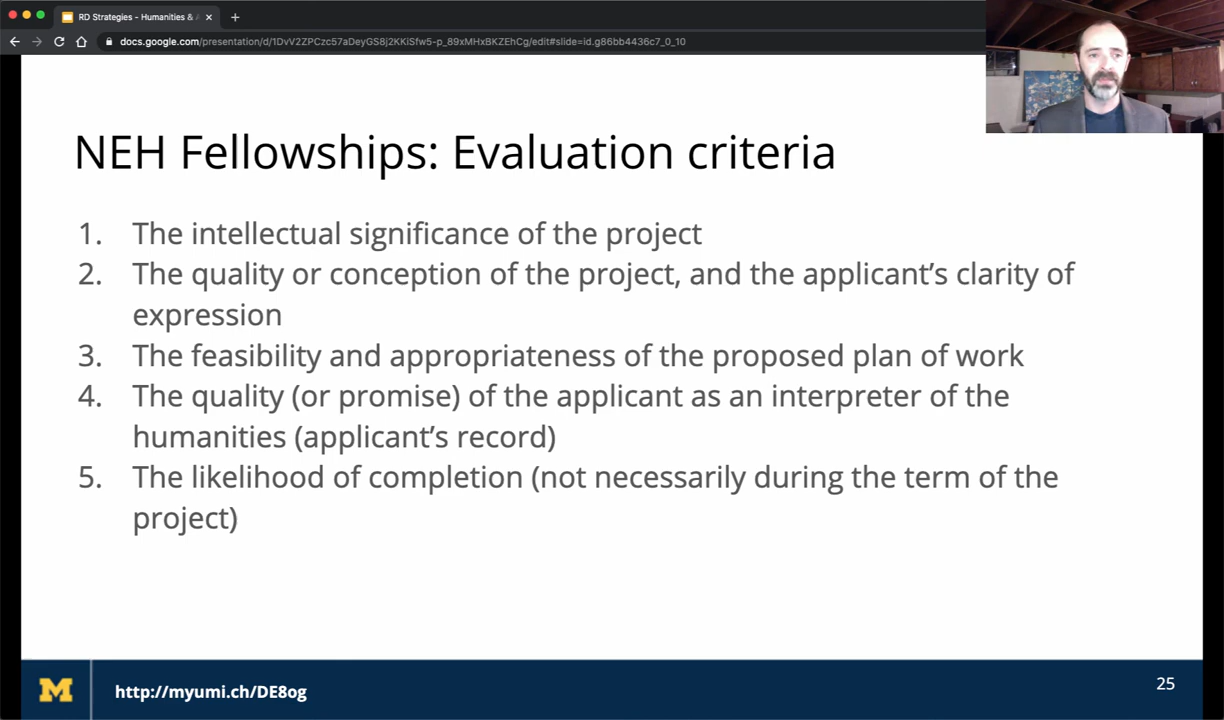 RD Strategies - Humanities & A
docs.google.com/presentation/d/1DvV2ZPCzc57aDeyGS8j2KKiSfw5-p_89xMHxBKZEhCg/edit#slide=id.g86bb4436c7_0_10
NEH Fellowships: Evaluation criteria
1. The intellectual significance of the project
2. The quality or conception of the project, and the applicant’s clarity of
expression
3. The feasibility and appropriateness of the proposed plan of work
4. The quality (or promise) of the applicant as an interpreter of the
humanities (applicant’s record)
5. The likelihood of completion (not necessarily during the term of the
project)
M
http://myumi.ch/DE8og
25